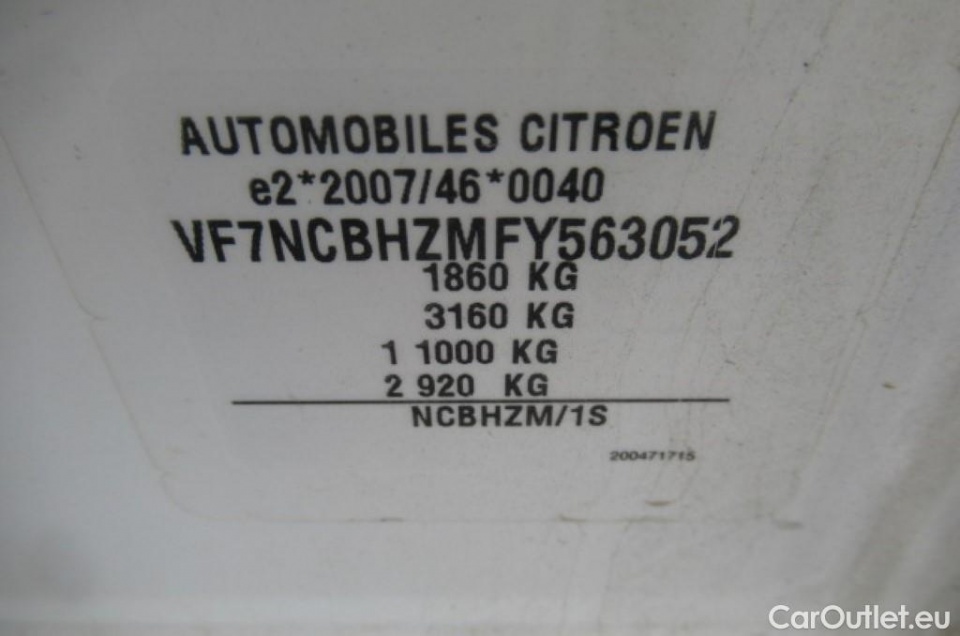 AUTOMOBILES CITROEN
e2*2007/46*0040
VF7NCBHZMFY563052
1860 KG
3160 KG
1 1000 KG
2 920 KG
NCBHZM/1S
200471715
CarOutlet.eu